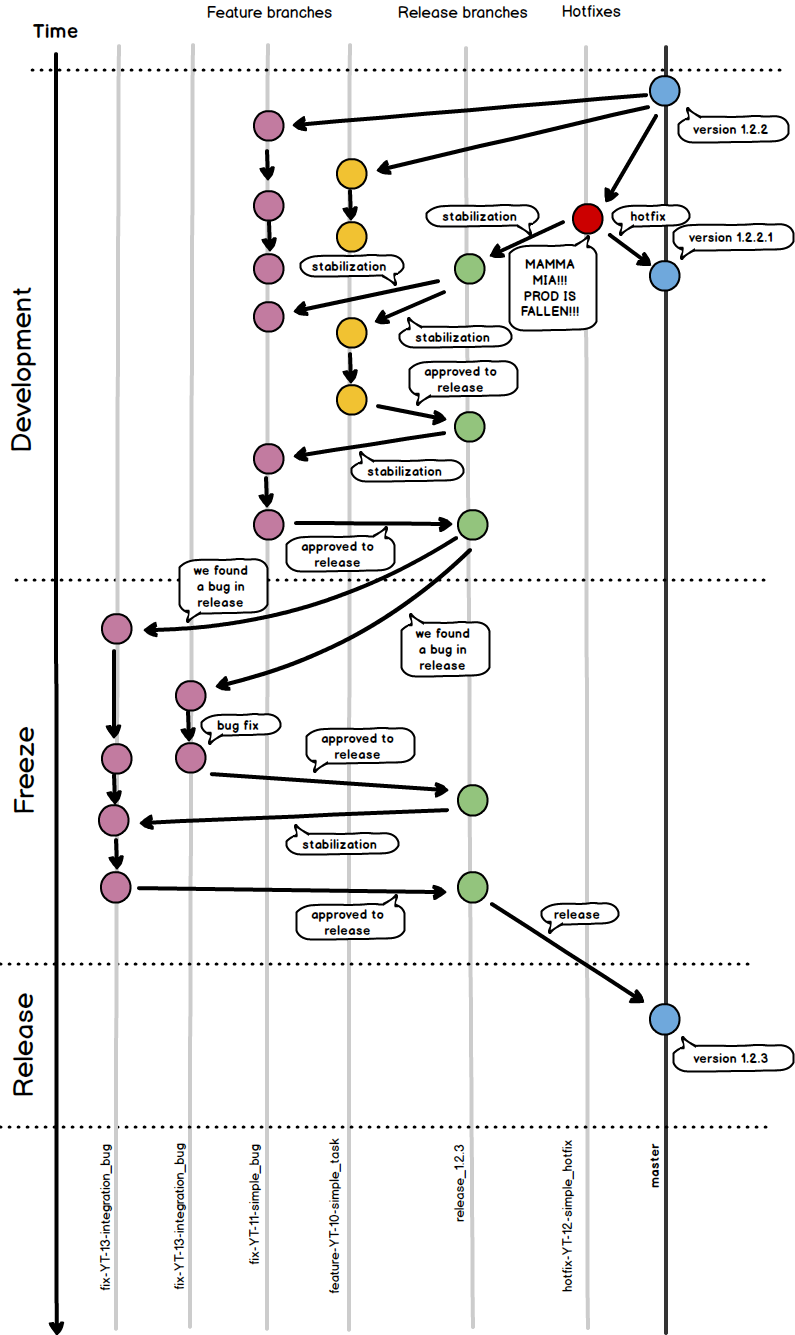 Feature branches
Release branches
Hotfixes
Time
version 1.2.2
stabilization
hotfix
version 1.2.2.1
stabilization
MAMMA
MIA!!!
PROD IS
FALLEN!!!
stabilization
approved to
release
Development
stabilization
approved to
release
we found
a bug in
release
we found
a bug in
release
bug fix
approved to
release
Freeze
stabilization
approved to
release
release
Release
version 1.2.3
fix-YT-13-integration_bug
fix-YT-13-integration_bug
fix-YT-11-simple_bug
feature-YT-10-simple_task
release_1.2.3
hotfix-YT-12-simple_hotfix
master